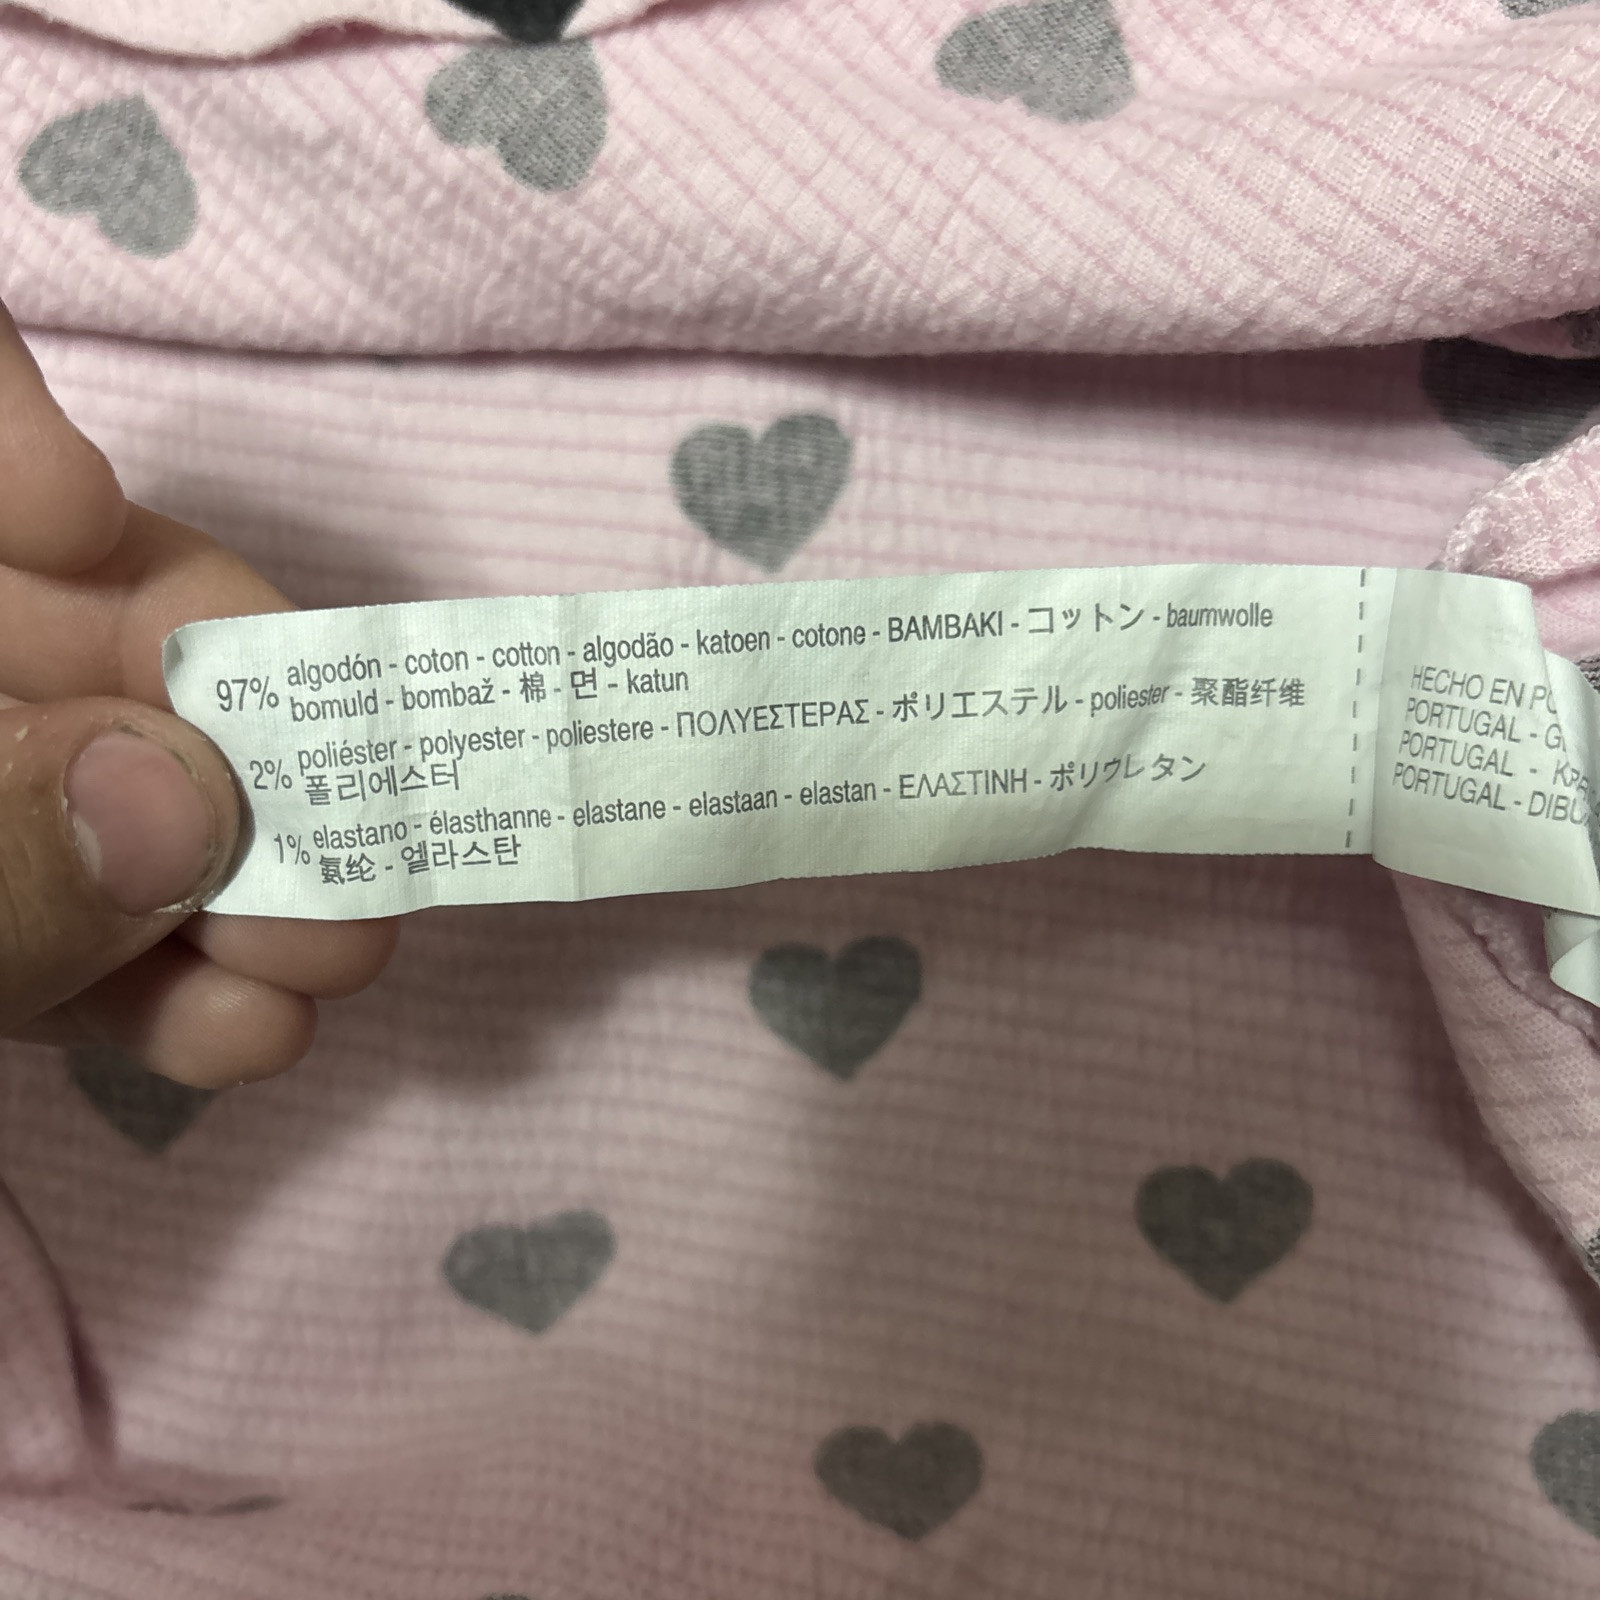 97% algodón - coton - cotton - algodão - katoen - cotone - BAMBAKI - コットン - baumwolle
bomuld - bombaž - 棉 - 면 - katun
2% poliéster - polyester - poliestere - ΠΟΛΥΕΣΤΕΡΑΣ - ポリエステル - poliester - 聚酯纤维
폴리에스터
1% elastano - élasthanne - elastane - elastaan - elastan - ΕΛΑΣΤΙΝΗ - ポリウレタン
氨纶 - 엘라스탄
HECHO EN
PORTUGAL -
PORTUGAL -
PORTUGAL -